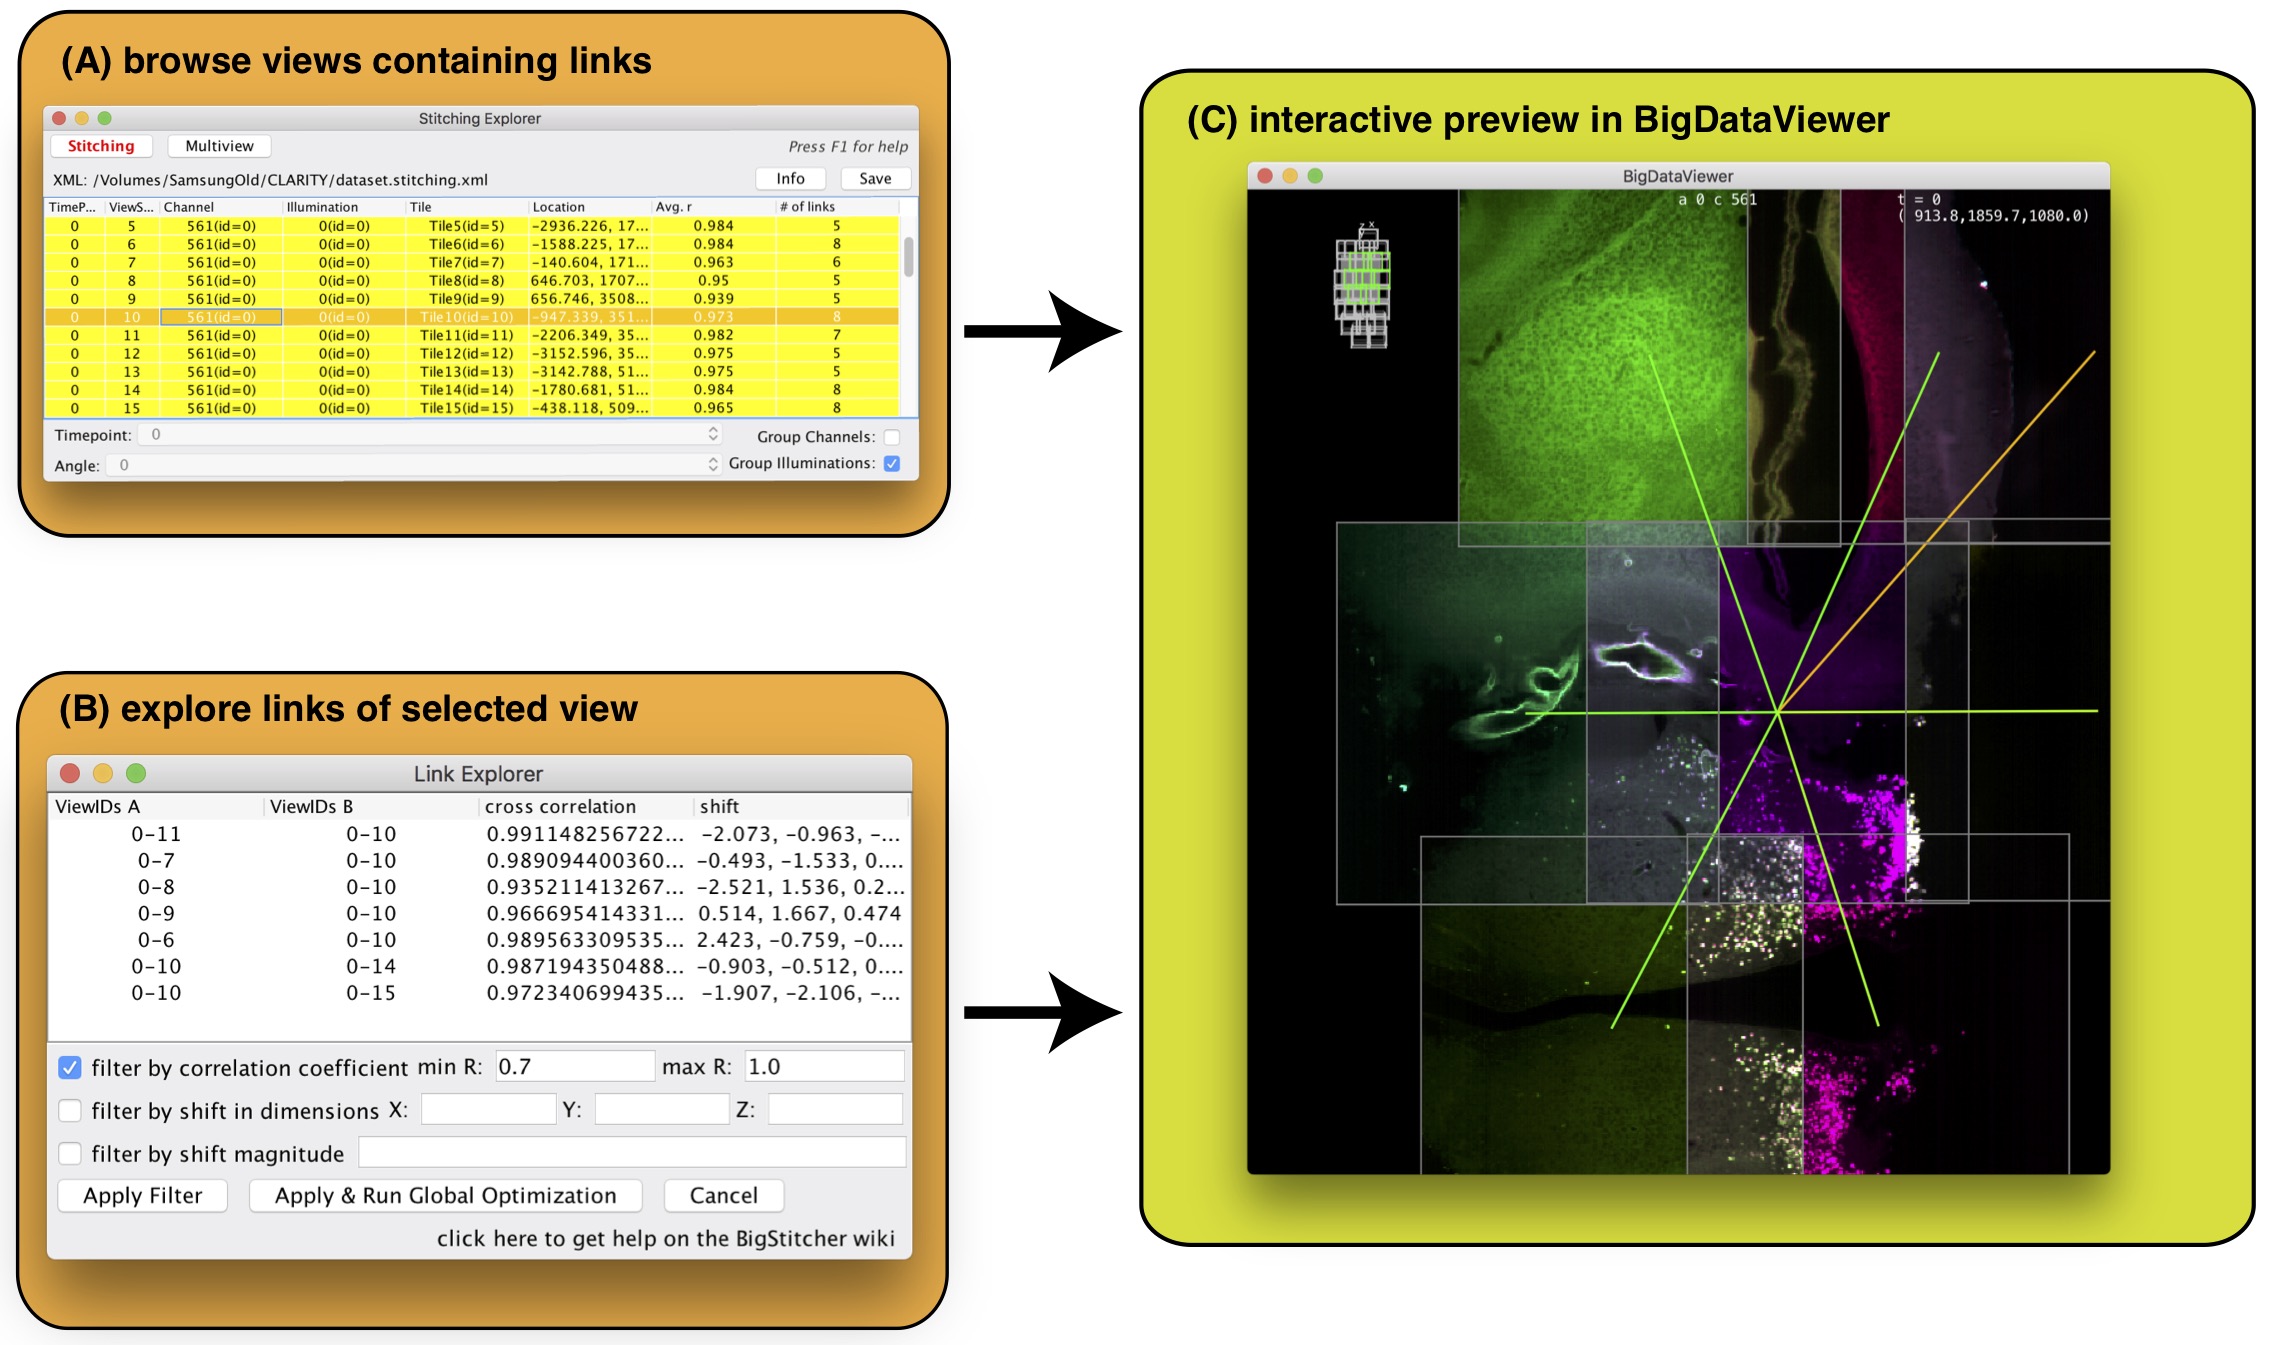 (A) browse views containing links
Stitching Explorer
Stitching Multiview Press F1 for help
XML: /Volumes/SamsungOld/CLARITY/dataset.stitching.xml Info Save
TimeP... ViewS... Channel Illumination Tile Location Avg. r # of links
0 5 561(id=0) 0(id=0) Tile5(id=5) -2936.226, 17... 0.984 5
0 6 561(id=0) 0(id=0) Tile6(id=6) -1588.225, 17... 0.984 8
0 7 561(id=0) 0(id=0) Tile7(id=7) -140.604, 171... 0.963 6
0 8 561(id=0) 0(id=0) Tile8(id=8) 646.703, 1707... 0.95 5
0 9 561(id=0) 0(id=0) Tile9(id=9) 656.746, 3508... 0.939 5
0 10 561(id=0) 0(id=0) Tile10(id=10) -947.339, 351... 0.973 8
0 11 561(id=0) 0(id=0) Tile11(id=11) -2206.349, 35... 0.982 7
0 12 561(id=0) 0(id=0) Tile12(id=12) -3152.596, 35... 0.975 5
0 13 561(id=0) 0(id=0) Tile13(id=13) -3142.788, 51... 0.975 5
0 14 561(id=0) 0(id=0) Tile14(id=14) -1780.681, 51... 0.984 8
0 15 561(id=0) 0(id=0) Tile15(id=15) -438.118, 509... 0.965 8
Timepoint: 0 Group Channels:
Angle: 0 Group Illuminations:
(B) explore links of selected view
Link Explorer
ViewIDs A ViewIDs B cross correlation shift
0-11 0-10 0.991148256722... -2.073, -0.963, -...
0-7 0-10 0.989094400360... -0.493, -1.533, 0....
0-8 0-10 0.935211413267... -2.521, 1.536, 0.2...
0-9 0-10 0.966695414331... 0.514, 1.667, 0.474
0-6 0-10 0.989563309535... 2.423, -0.759, -0....
0-10 0-14 0.987194350488... -0.903, -0.512, 0....
0-10 0-15 0.972340699435... -1.907, -2.106, -...
filter by correlation coefficient min R: 0.7 max R: 1.0
filter by shift in dimensions X: Y: Z:
filter by shift magnitude
Apply Filter Apply & Run Global Optimization Cancel
click here to get help on the BigStitcher wiki
(C) interactive preview in BigDataViewer
BigDataViewer
a 0 c 561 t = 0
( 913.8,1859.7,1080.0)
z x